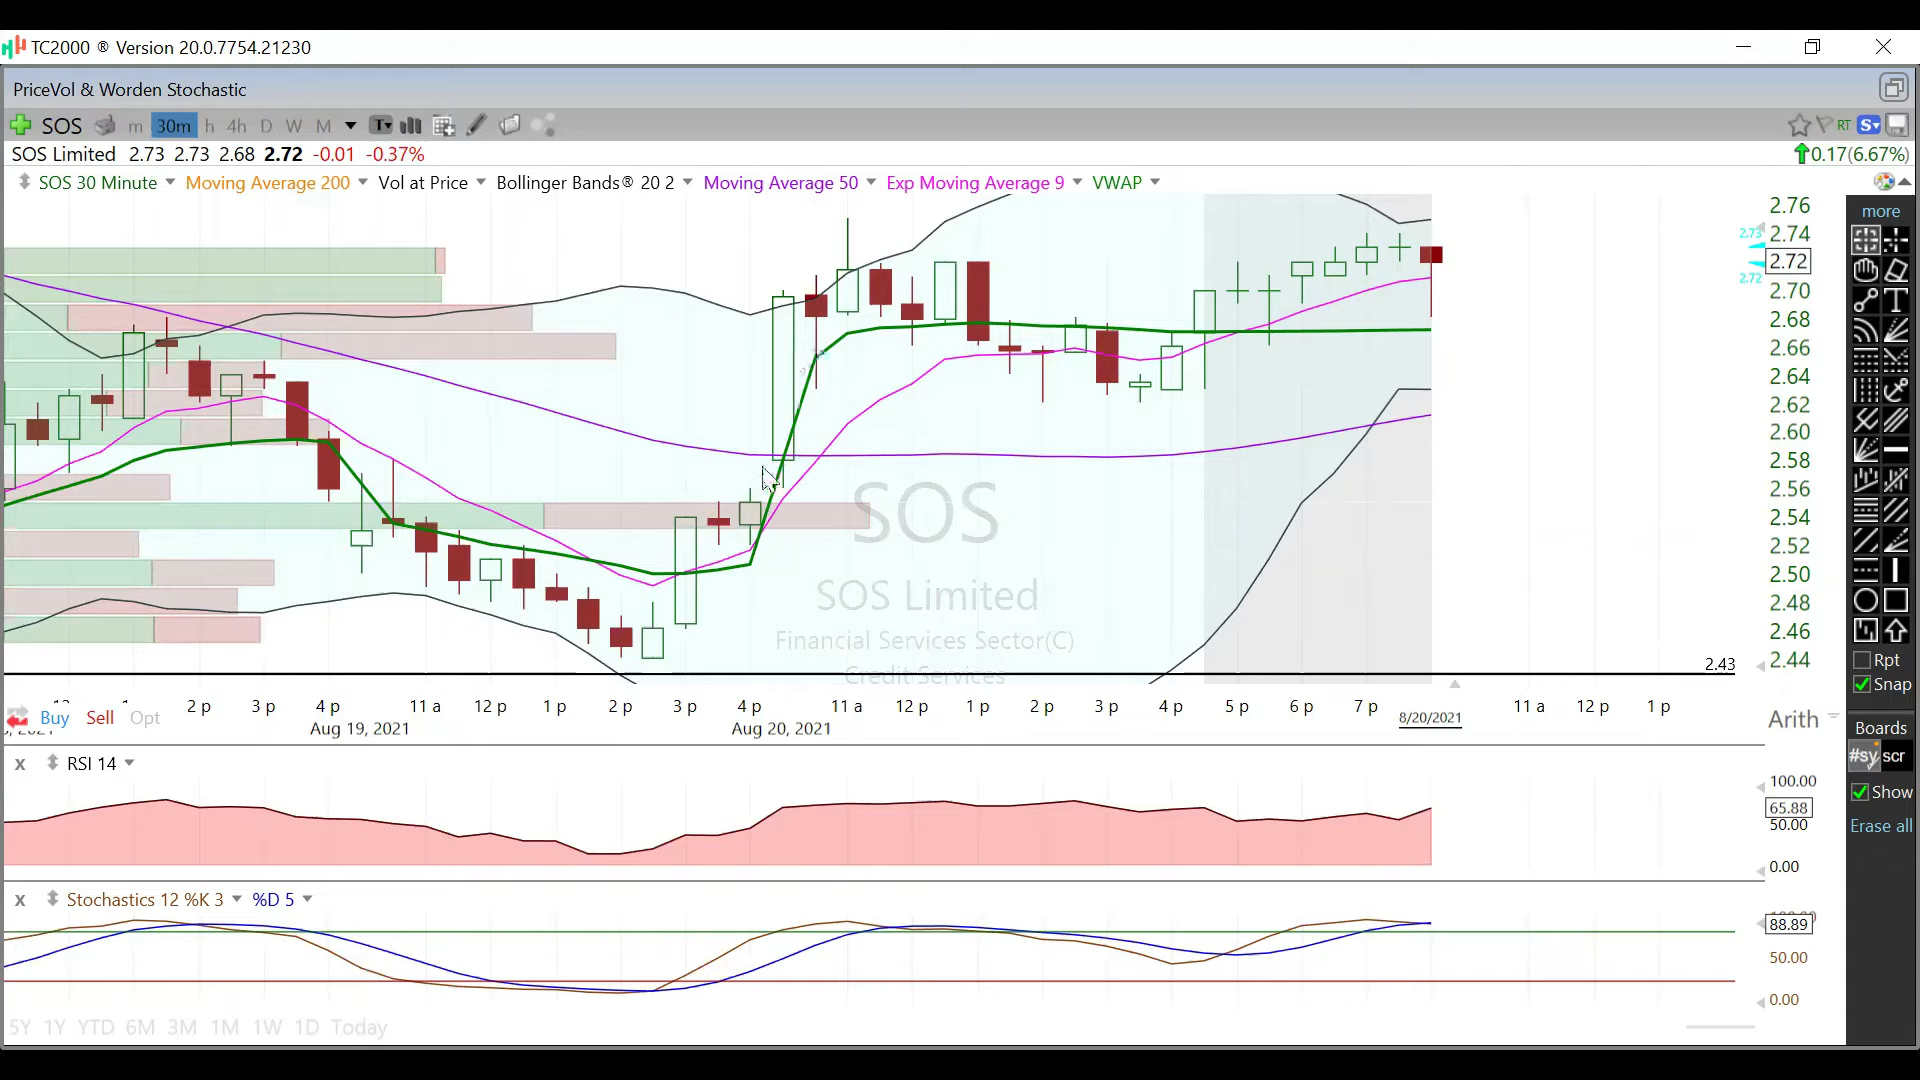 TC2000 ® Version 20.0.7754.21230
PriceVol & Worden Stochastic
SOS m 30m h 4h D W M T RT S
SOS Limited 2.73 2.73 2.68 2.72 -0.01 -0.37% 0.17(6.67%)
SOS 30 Minute Moving Average 200 Vol at Price Bollinger Bands® 20 2 Moving Average 50 Exp Moving Average 9 VWAP
more
2.76
2.73 2.74
2.72
2.72
2.70
2.68
2.66
2.64
2.62
2.60
2.58
2.56
2.54
2.52
2.50
2.48
2.46
2.44
2.43
SOS
SOS Limited
Financial Services Sector(C)
Credit Services
T
Rpt
Snap
2 p 3 p 4 p 11 a 12 p 1 p 2 p 3 p 4 p 11 a 12 p 1 p 2 p 3 p 4 p 5 p 6 p 7 p 8/20/2021 11 a 12 p 1 p
Buy Sell Opt
Aug 19, 2021 Aug 20, 2021
Arith
Boards
#sy scr
Show
Erase all
x RSI 14
100.00
65.88
50.00
0.00
x Stochastics 12 %K 3 %D 5
88.89
50.00
0.00
5Y 1Y YTD 6M 3M 1M 1W 1D Today